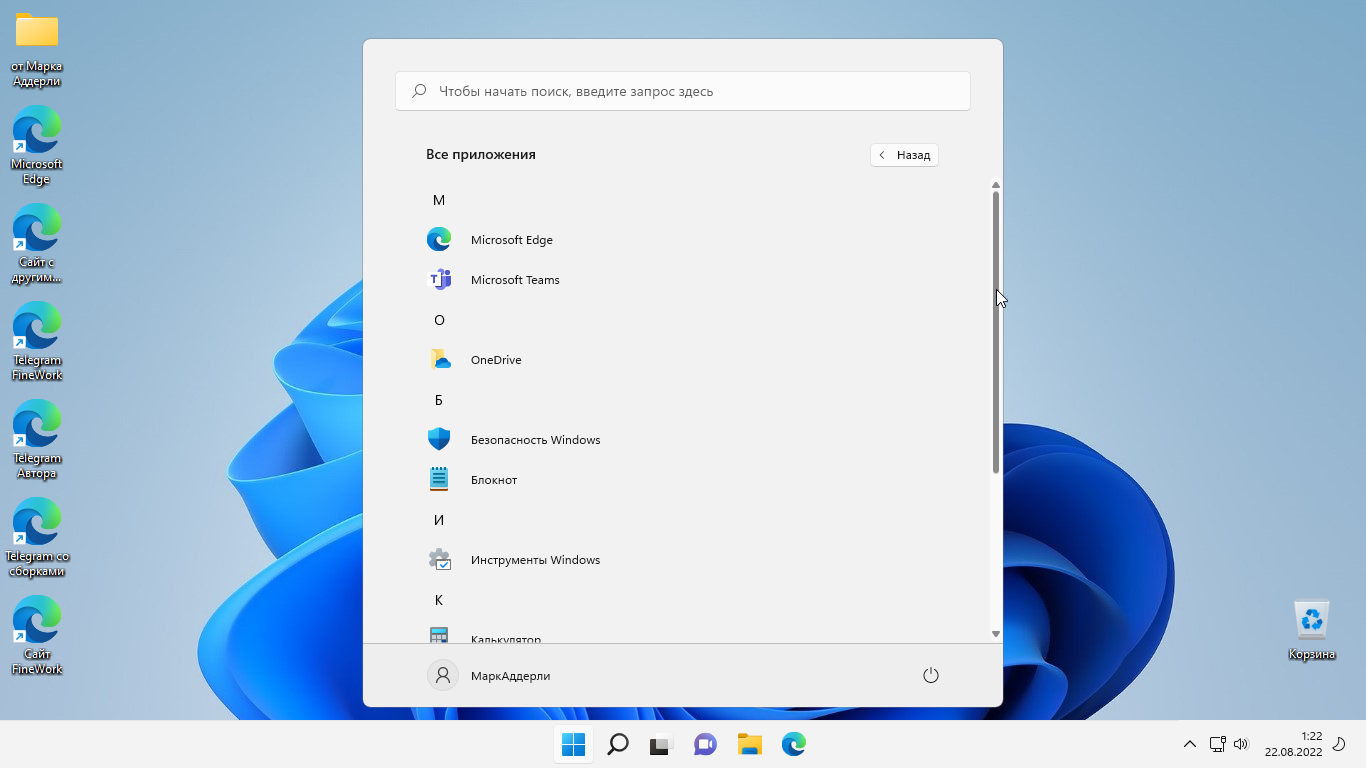 от Марка
Аддерли
Microsoft
Edge
Сайт с
другим...
Telegram
FineWork
Telegram
Автора
Telegram со
сборками
Сайт
FineWork
Чтобы начать поиск, введите запрос здесь
Все приложения
Назад
M
Microsoft Edge
Microsoft Teams
O
OneDrive
Б
Безопасность Windows
Блокнот
И
Инструменты Windows
К
Калькулятор
МаркАддерли
Корзина
1:22
22.08.2022